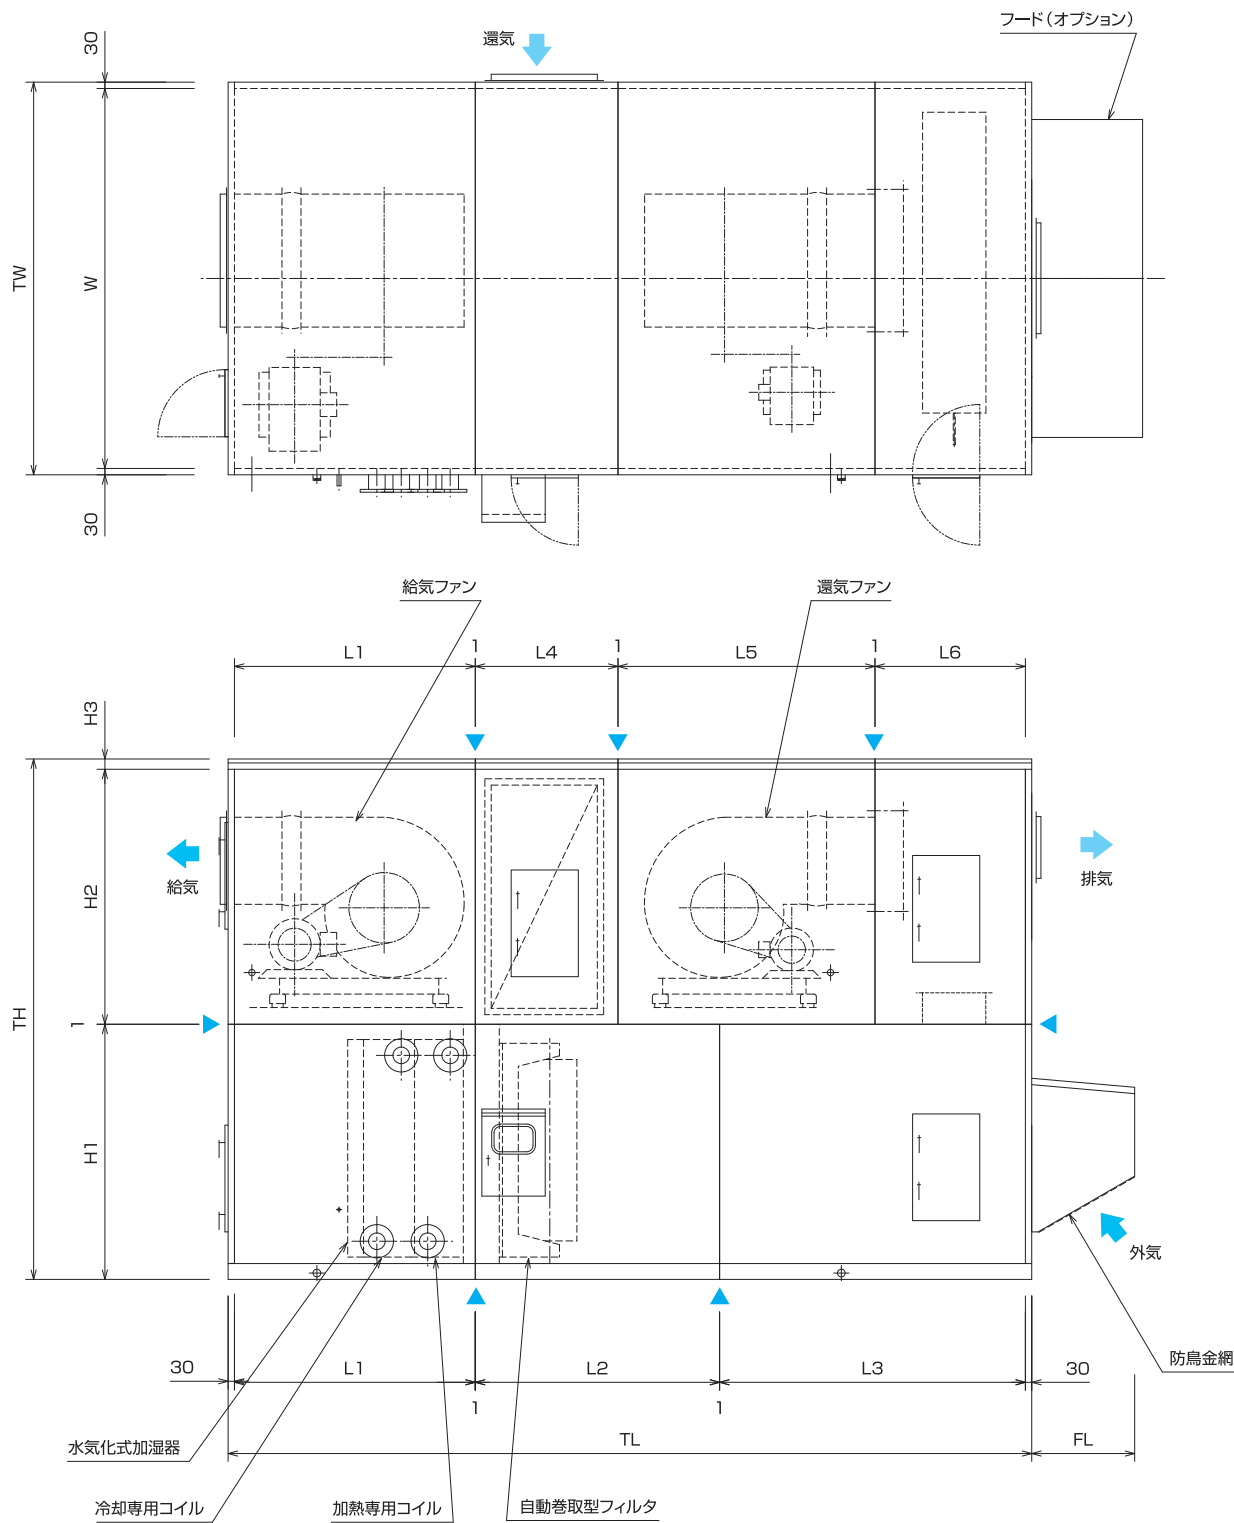 フード(オプション)
30
還気
TW
W
30
給気ファン
還気ファン
L1
1
L4
1
L5
1
L6
H3
給気
排気
H2
TH
1
H1
外気
30
L1
L2
L3
30
防鳥金網
1
1
TL
FL
水気化式加湿器
冷却専用コイル
加熱専用コイル
自動巻取型フィルタ